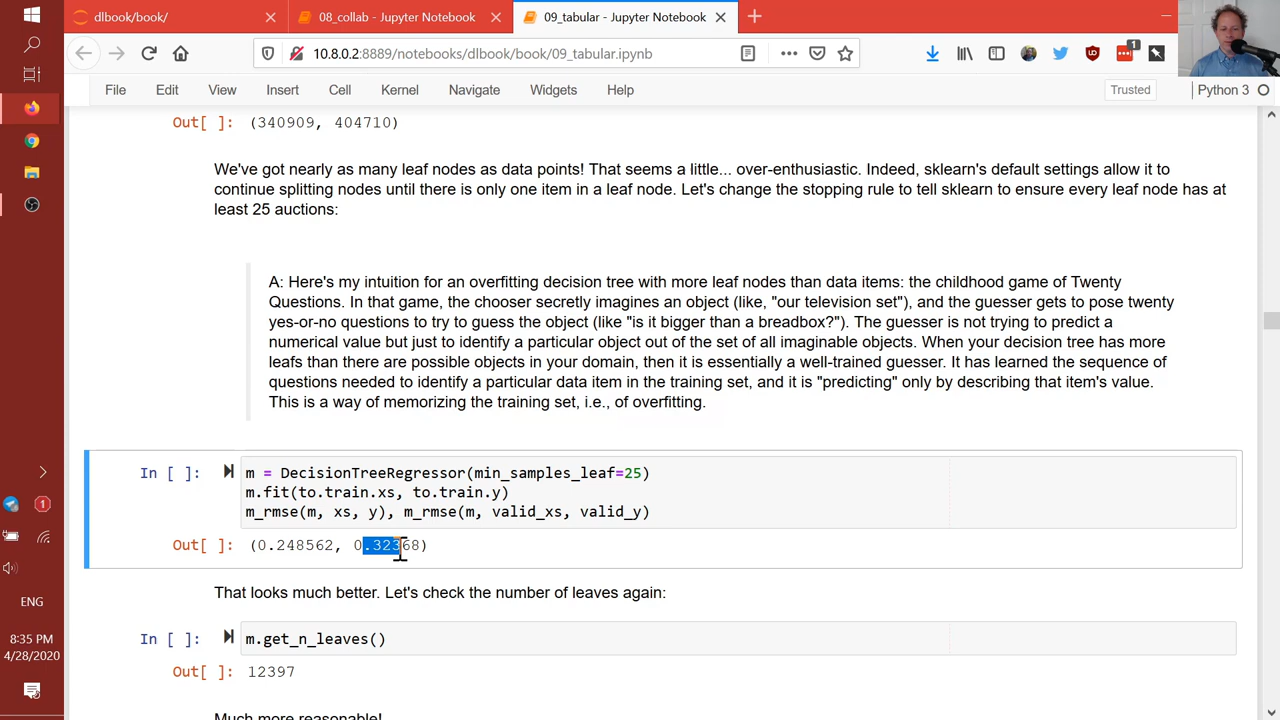 dlbook/book/
08_collab - Jupyter Notebook
09_tabular - Jupyter Notebook
10.8.0.2:8889/notebooks/dlbook/book/09_tabular.ipynb
1
File Edit View Insert Cell Kernel Navigate Widgets Help Trusted Python 3
Out[ ]: (340909, 404710)
We've got nearly as many leaf nodes as data points! That seems a little... over-enthusiastic. Indeed, sklearn's default settings allow it to
continue splitting nodes until there is only one item in a leaf node. Let's change the stopping rule to tell sklearn to ensure every leaf node has at
least 25 auctions:
A: Here's my intuition for an overfitting decision tree with more leaf nodes than data items: the childhood game of Twenty
Questions. In that game, the chooser secretly imagines an object (like, "our television set"), and the guesser gets to pose twenty
yes-or-no questions to try to guess the object (like "is it bigger than a breadbox?"). The guesser is not trying to predict a
numerical value but just to identify a particular object out of the set of all imaginable objects. When your decision tree has more
leafs than there are possible objects in your domain, then it is essentially a well-trained guesser. It has learned the sequence of
questions needed to identify a particular data item in the training set, and it is "predicting" only by describing that item's value.
This is a way of memorizing the training set, i.e., of overfitting.
In [ ]: m = DecisionTreeRegressor(min_samples_leaf=25)
m.fit(to.train.xs, to.train.y)
m_rmse(m, xs, y), m_rmse(m, valid_xs, valid_y)
Out[ ]: (0.248562, 0.32368)
That looks much better. Let's check the number of leaves again:
In [ ]: m.get_n_leaves()
Out[ ]: 12397
Much more reasonable!
1
ENG
8:35 PM
4/28/2020